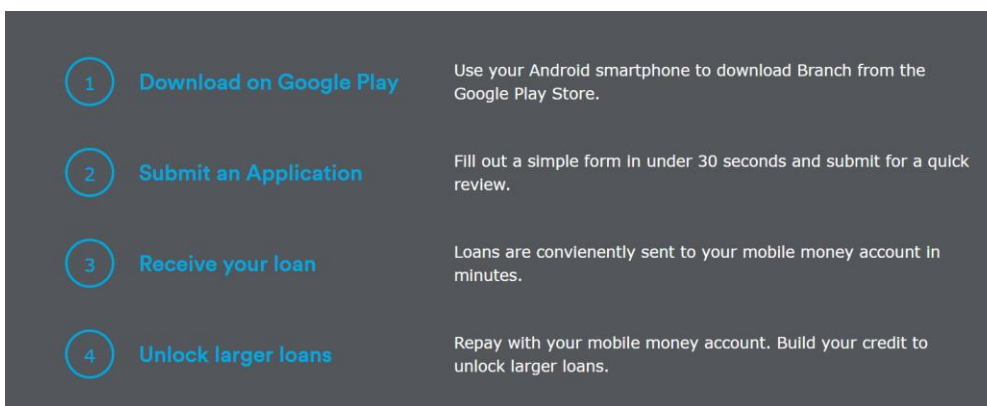 1 Download on Google Play
Use your Android smartphone to download Branch from the
Google Play Store.
2 Submit an Application
Fill out a simple form in under 30 seconds and submit for a quick
review.
3 Receive your loan
Loans are convienently sent to your mobile money account in
minutes.
4 Unlock larger loans
Repay with your mobile money account. Build your credit to
unlock larger loans.